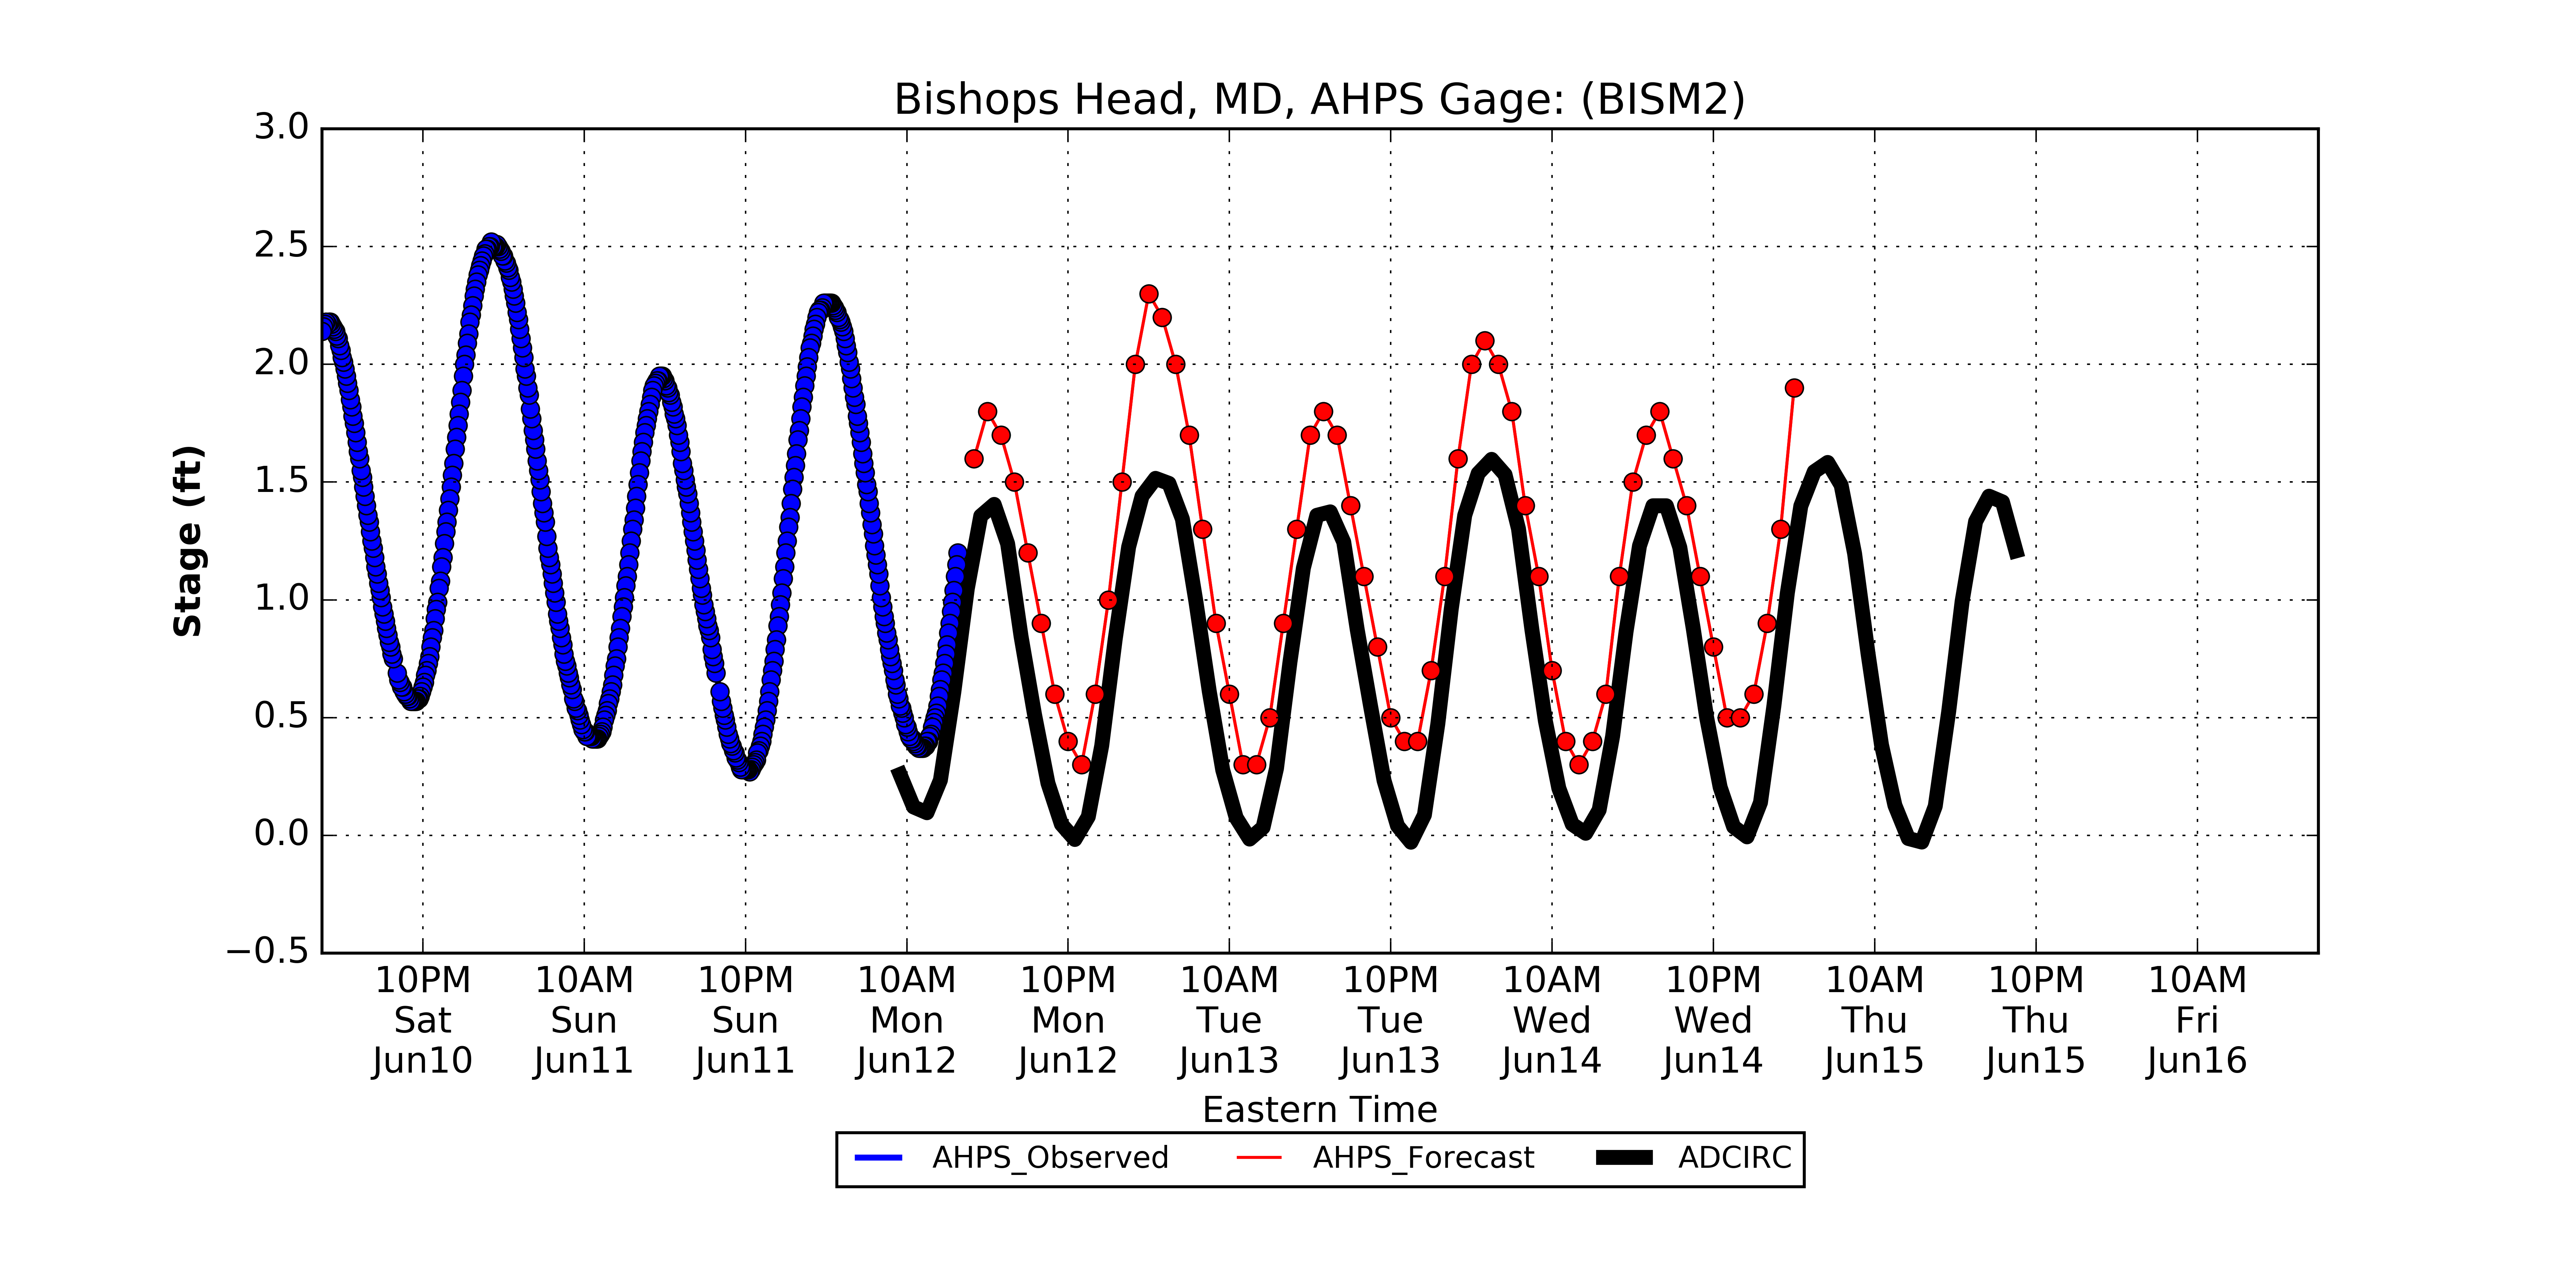 Bishops Head, MD, AHPS Gage: (BISM2)
3.0
2.5
2.0
1.5
1.0
0.5
0.0
−0.5
Stage (ft)
10PM 10AM 10PM 10AM 10PM 10AM 10PM 10AM 10PM 10AM 10PM 10AM
Sat Sun Sun Mon Mon Tue Tue Wed Wed Thu Thu Fri
Jun10 Jun11 Jun11 Jun12 Jun12 Jun13 Jun13 Jun14 Jun14 Jun15 Jun15 Jun16
Eastern Time
AHPS_Observed AHPS_Forecast ADCIRC